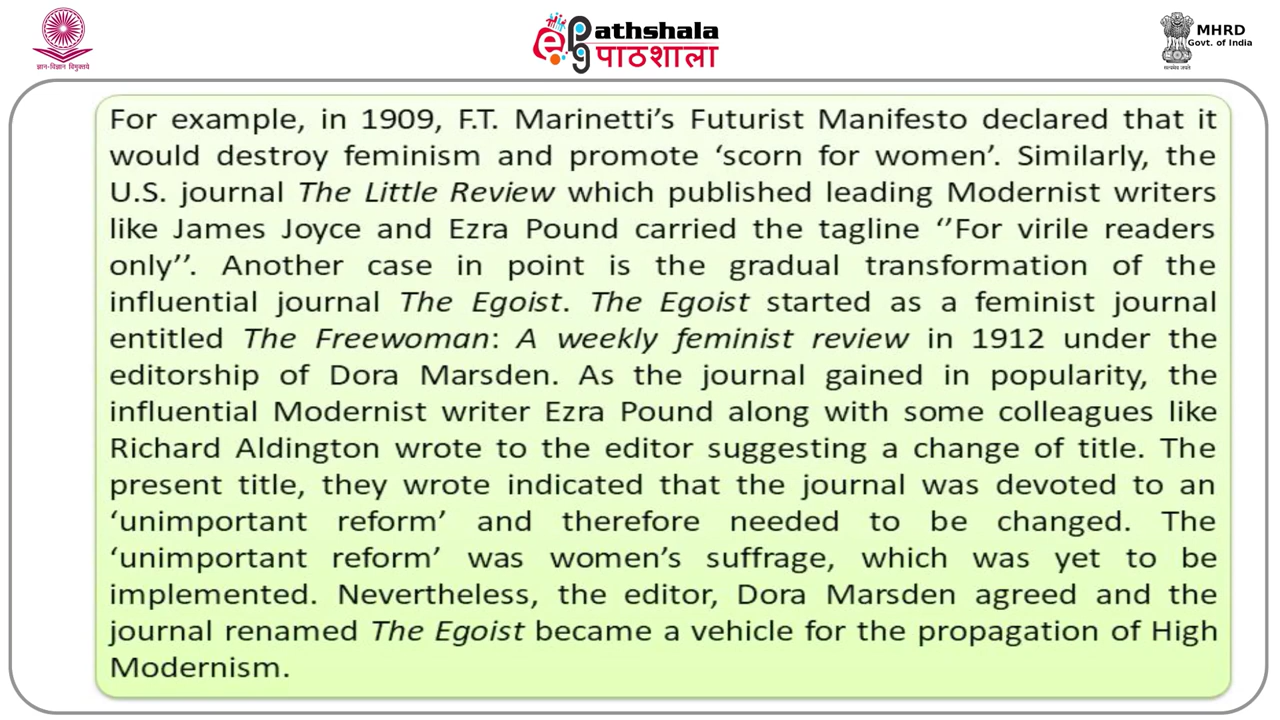 ज्ञान-विज्ञान विमुक्तये
epathshala
पाठशाला
MHRD
Govt. of India
सत्यमेव जयते
For example, in 1909, F.T. Marinetti’s Futurist Manifesto declared that it
would destroy feminism and promote ‘scorn for women’. Similarly, the
U.S. journal The Little Review which published leading Modernist writers
like James Joyce and Ezra Pound carried the tagline ‘’For virile readers
only’’. Another case in point is the gradual transformation of the
influential journal The Egoist. The Egoist started as a feminist journal
entitled The Freewoman: A weekly feminist review in 1912 under the
editorship of Dora Marsden. As the journal gained in popularity, the
influential Modernist writer Ezra Pound along with some colleagues like
Richard Aldington wrote to the editor suggesting a change of title. The
present title, they wrote indicated that the journal was devoted to an
‘unimportant reform’ and therefore needed to be changed. The
‘unimportant reform’ was women’s suffrage, which was yet to be
implemented. Nevertheless, the editor, Dora Marsden agreed and the
journal renamed The Egoist became a vehicle for the propagation of High
Modernism.